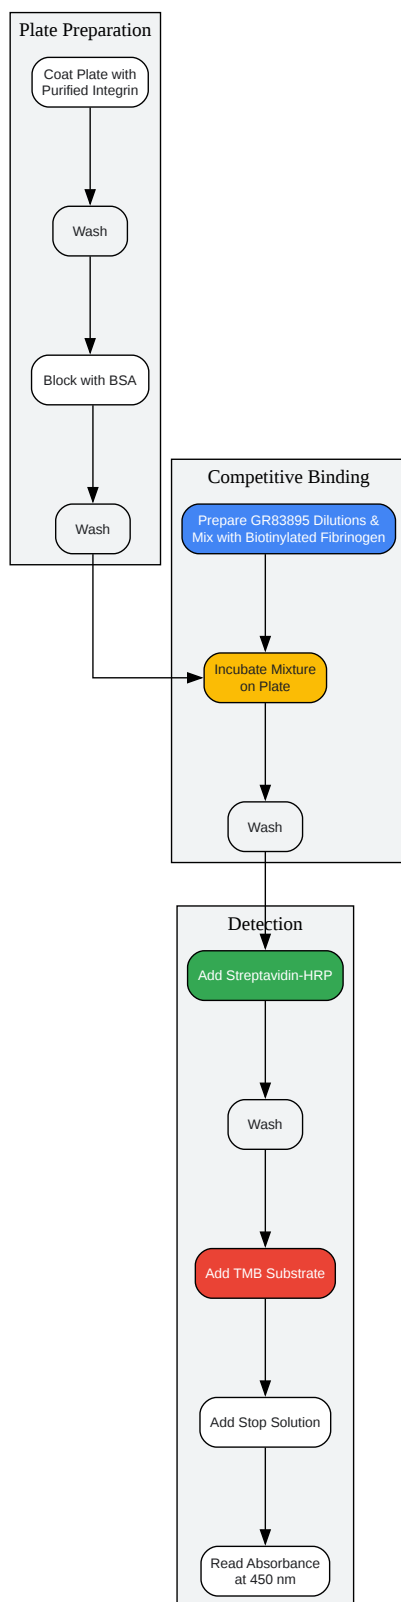 Plate Preparation
Coat Plate with
Purified Integrin
Wash
Block with BSA
Wash
Competitive Binding
Prepare GR83895 Dilutions &
Mix with Biotinylated Fibrinogen
Incubate Mixture
on Plate
Wash
Detection
Add Streptavidin-HRP
Wash
Add TMB Substrate
Add Stop Solution
Read Absorbance
at 450 nm